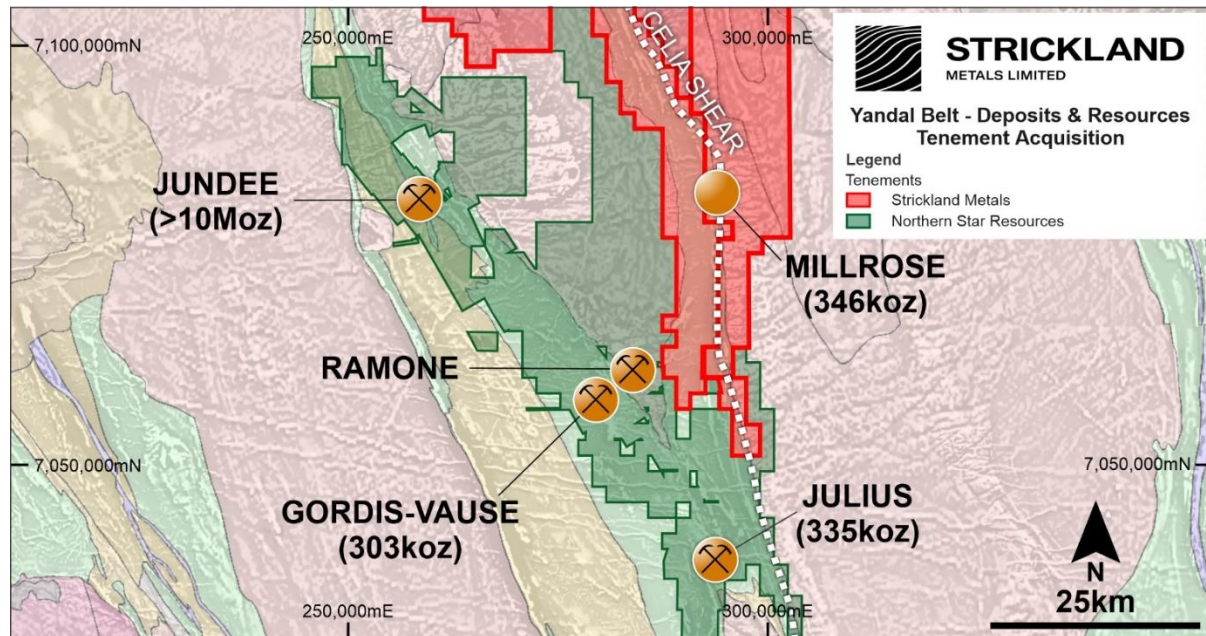 7,100,000mN
250,000mE
300,000mE
CELIA SHEAR
STRICKLAND
METALS LIMITED
Yandal Belt - Deposits & Resources
Tenement Acquisition
Legend
Tenements
Strickland Metals
Northern Star Resources
JUNDEE
(>10Moz)
MILLROSE
(346koz)
RAMONE
7,050,000mN
7,050,000mN
GORDIS-VAUSE
(303koz)
JULIUS
(335koz)
250,000mE
300,000mE
N
25km